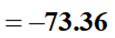 = –73.36